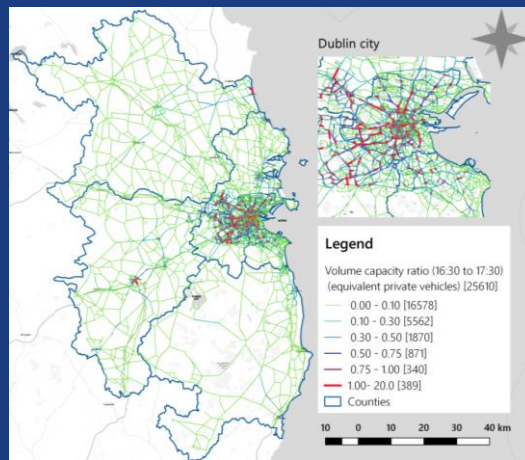 Dublin city
Legend
Volume capacity ratio (16:30 to 17:30)
(equivalent private vehicles) [25610]
0.00 - 0.10 [16578]
0.10 - 0.30 [5562]
0.30 - 0.50 [1870]
0.50 - 0.75 [871]
0.75 - 1.00 [340]
1.00- 20.0 [389]
Counties
10 0 10 20 30 40 km